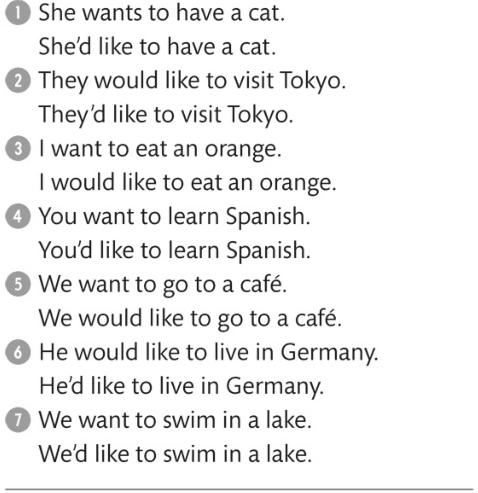 1 She wants to have a cat.
She’d like to have a cat.
2 They would like to visit Tokyo.
They’d like to visit Tokyo.
3 I want to eat an orange.
I would like to eat an orange.
4 You want to learn Spanish.
You’d like to learn Spanish.
5 We want to go to a café.
We would like to go to a café.
6 He would like to live in Germany.
He’d like to live in Germany.
7 We want to swim in a lake.
We’d like to swim in a lake.